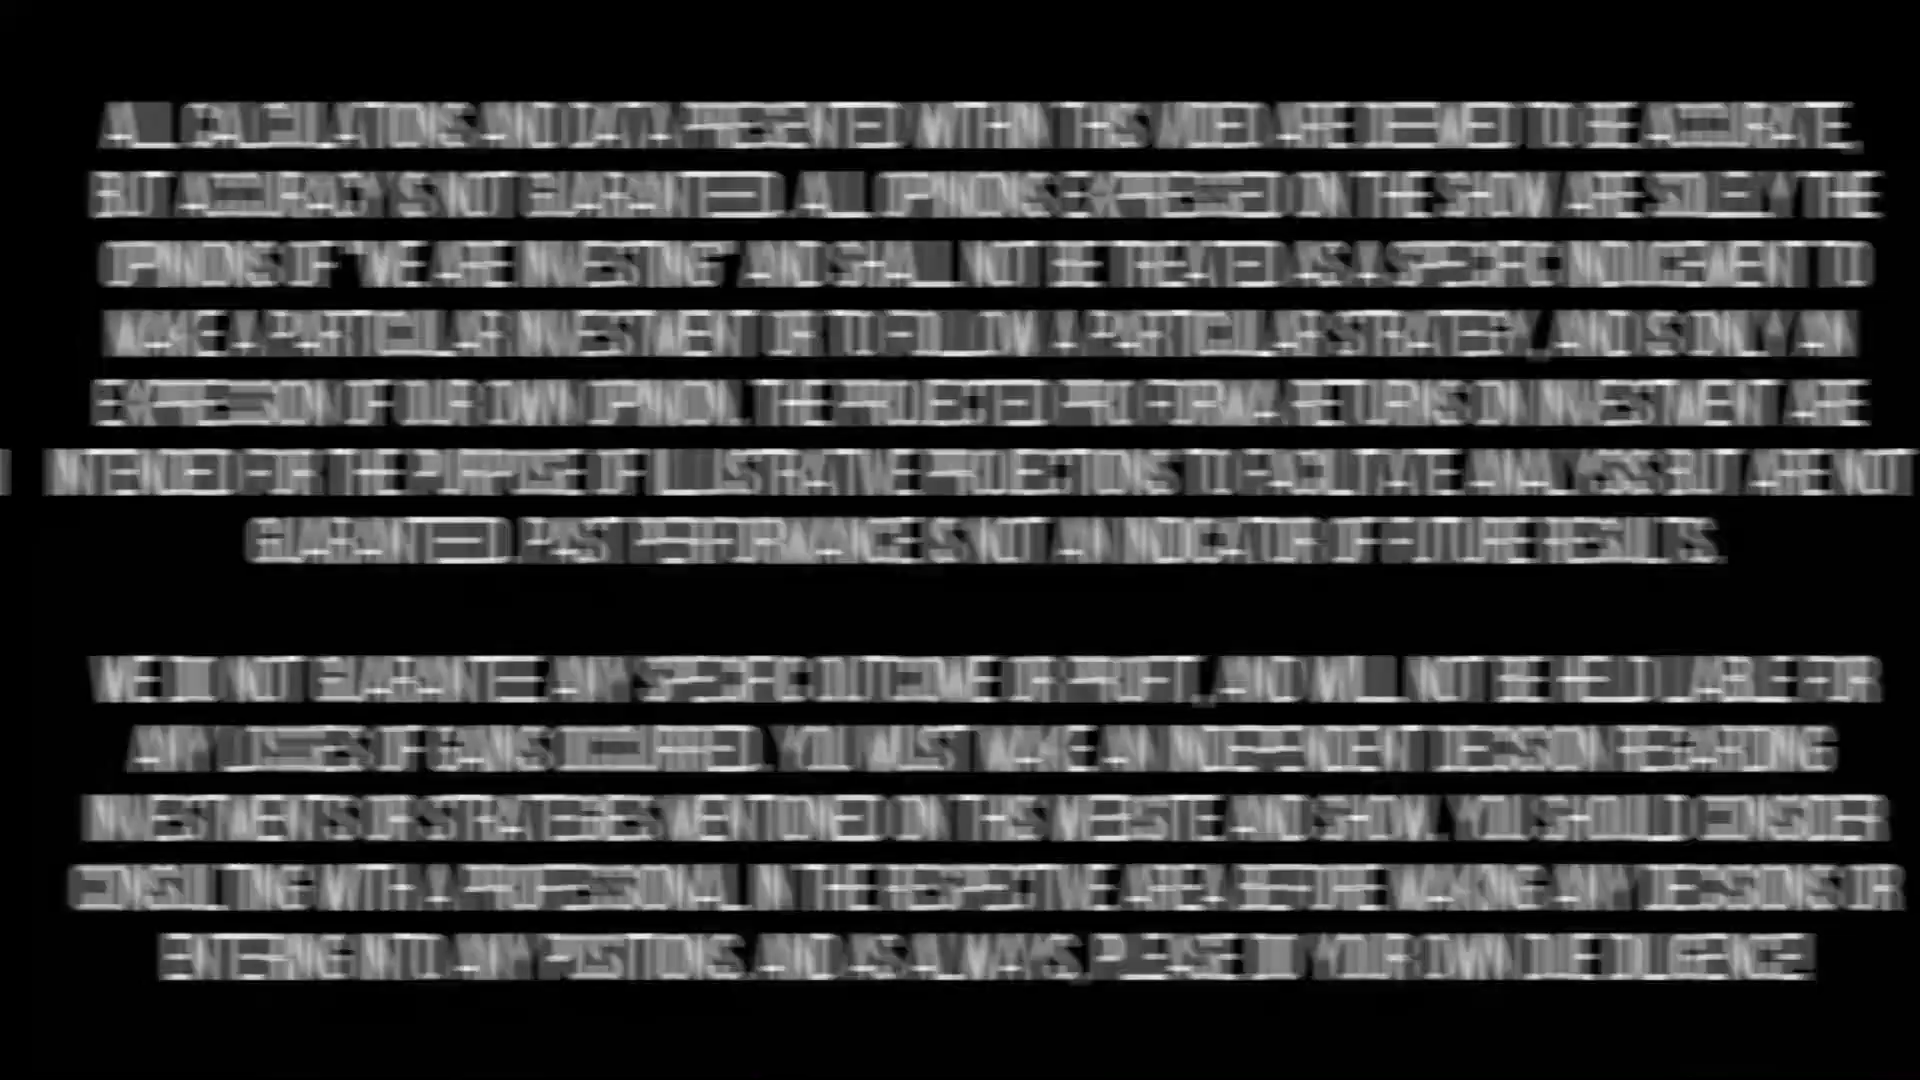 ALL CALCULATIONS AND DATA PRESENTED WITHIN THIS VIDEO ARE DEEMED TO BE ACCURATE,
BUT ACCURACY IS NOT GUARANTEED. ALL OPINIONS EXPRESSED ON THE SHOW ARE SOLELY THE
OPINIONS OF "WE ARE INVESTING" AND SHALL NOT BE TREATED AS A SPECIFIC INDUCEMENT TO
MAKE A PARTICULAR INVESTMENT OR TO FOLLOW A PARTICULAR STRATEGY, AND IS ONLY AN
EXPRESSION OF OUR OWN OPINION. THE PROJECTED PRO FORMA RETURNS ON INVESTMENT ARE
INTENDED FOR THE PURPOSE OF ILLUSTRATIVE PROJECTIONS TO FACILITATE ANALYSIS BUT ARE NOT
GUARANTEED. PAST PERFORMANCE IS NOT AN INDICATOR OF FUTURE RESULTS.
WE DO NOT GUARANTEE ANY SPECIFIC OUTCOME OR PROFIT, AND WILL NOT BE HELD LIABLE FOR
ANY LOSSES OF GAINS INCURRED. YOU MUST MAKE AN INDEPENDENT DECISION REGARDING
INVESTMENTS OR STRATEGIES MENTIONED ON THIS WEBSITE AND SHOW. YOU SHOULD CONSIDER
CONSULTING WITH A PROFESSIONAL IN THE RESPECTIVE AREA BEFORE MAKING ANY DECISIONS OR
ENTERING INTO ANY POSITIONS, AND AS ALWAYS, PLEASE DO YOUR OWN DUE DILIGENCE!